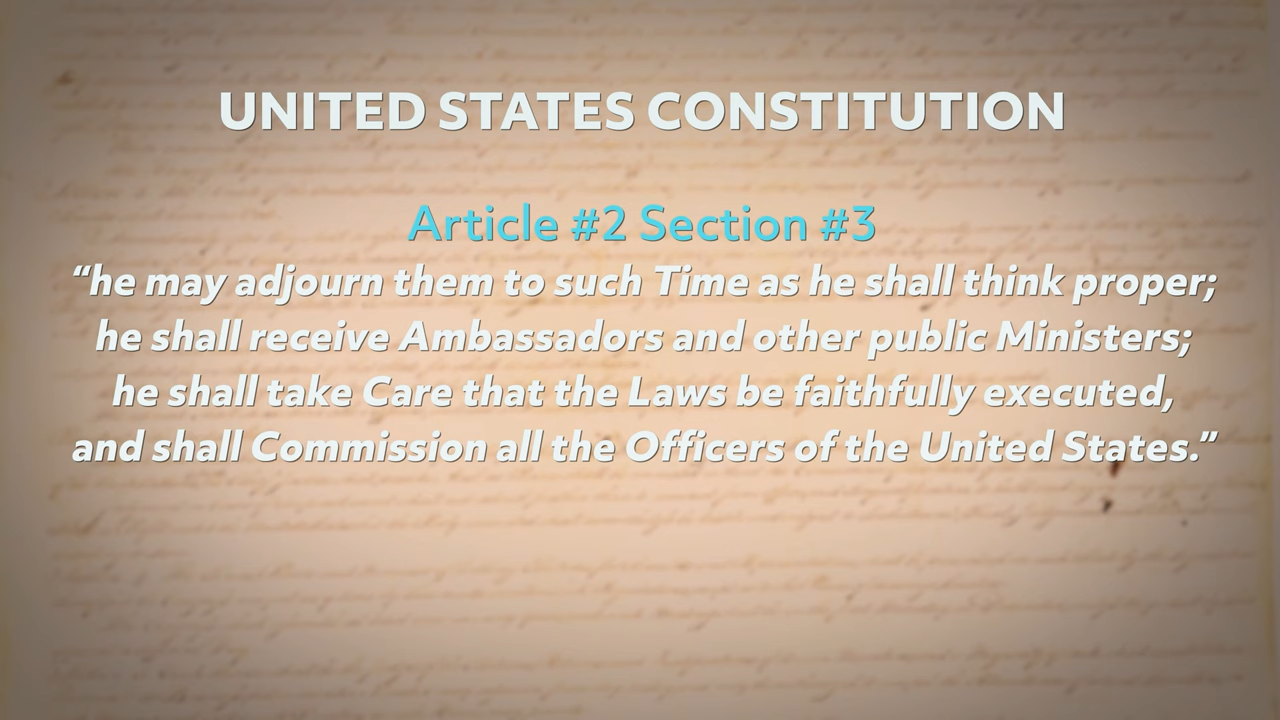 UNITED STATES CONSTITUTION
Article #2 Section #3
“he may adjourn them to such Time as he shall think proper;
he shall receive Ambassadors and other public Ministers;
he shall take Care that the Laws be faithfully executed,
and shall Commission all the Officers of the United States.”